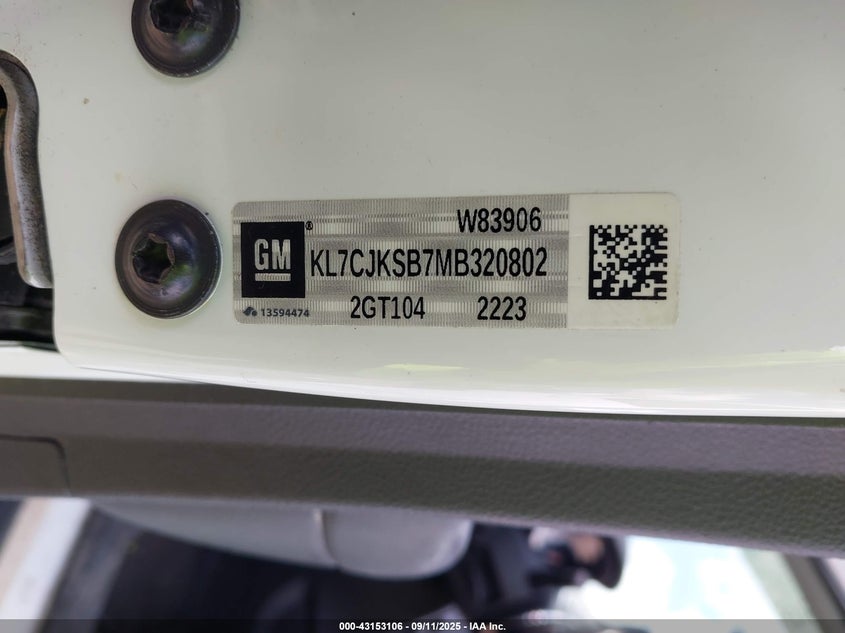 W83906
GM®
KL7CJKSB7MB320802
13594474
2GT104 2223
000-43153106 - 09/11/2025 - IAA Inc.